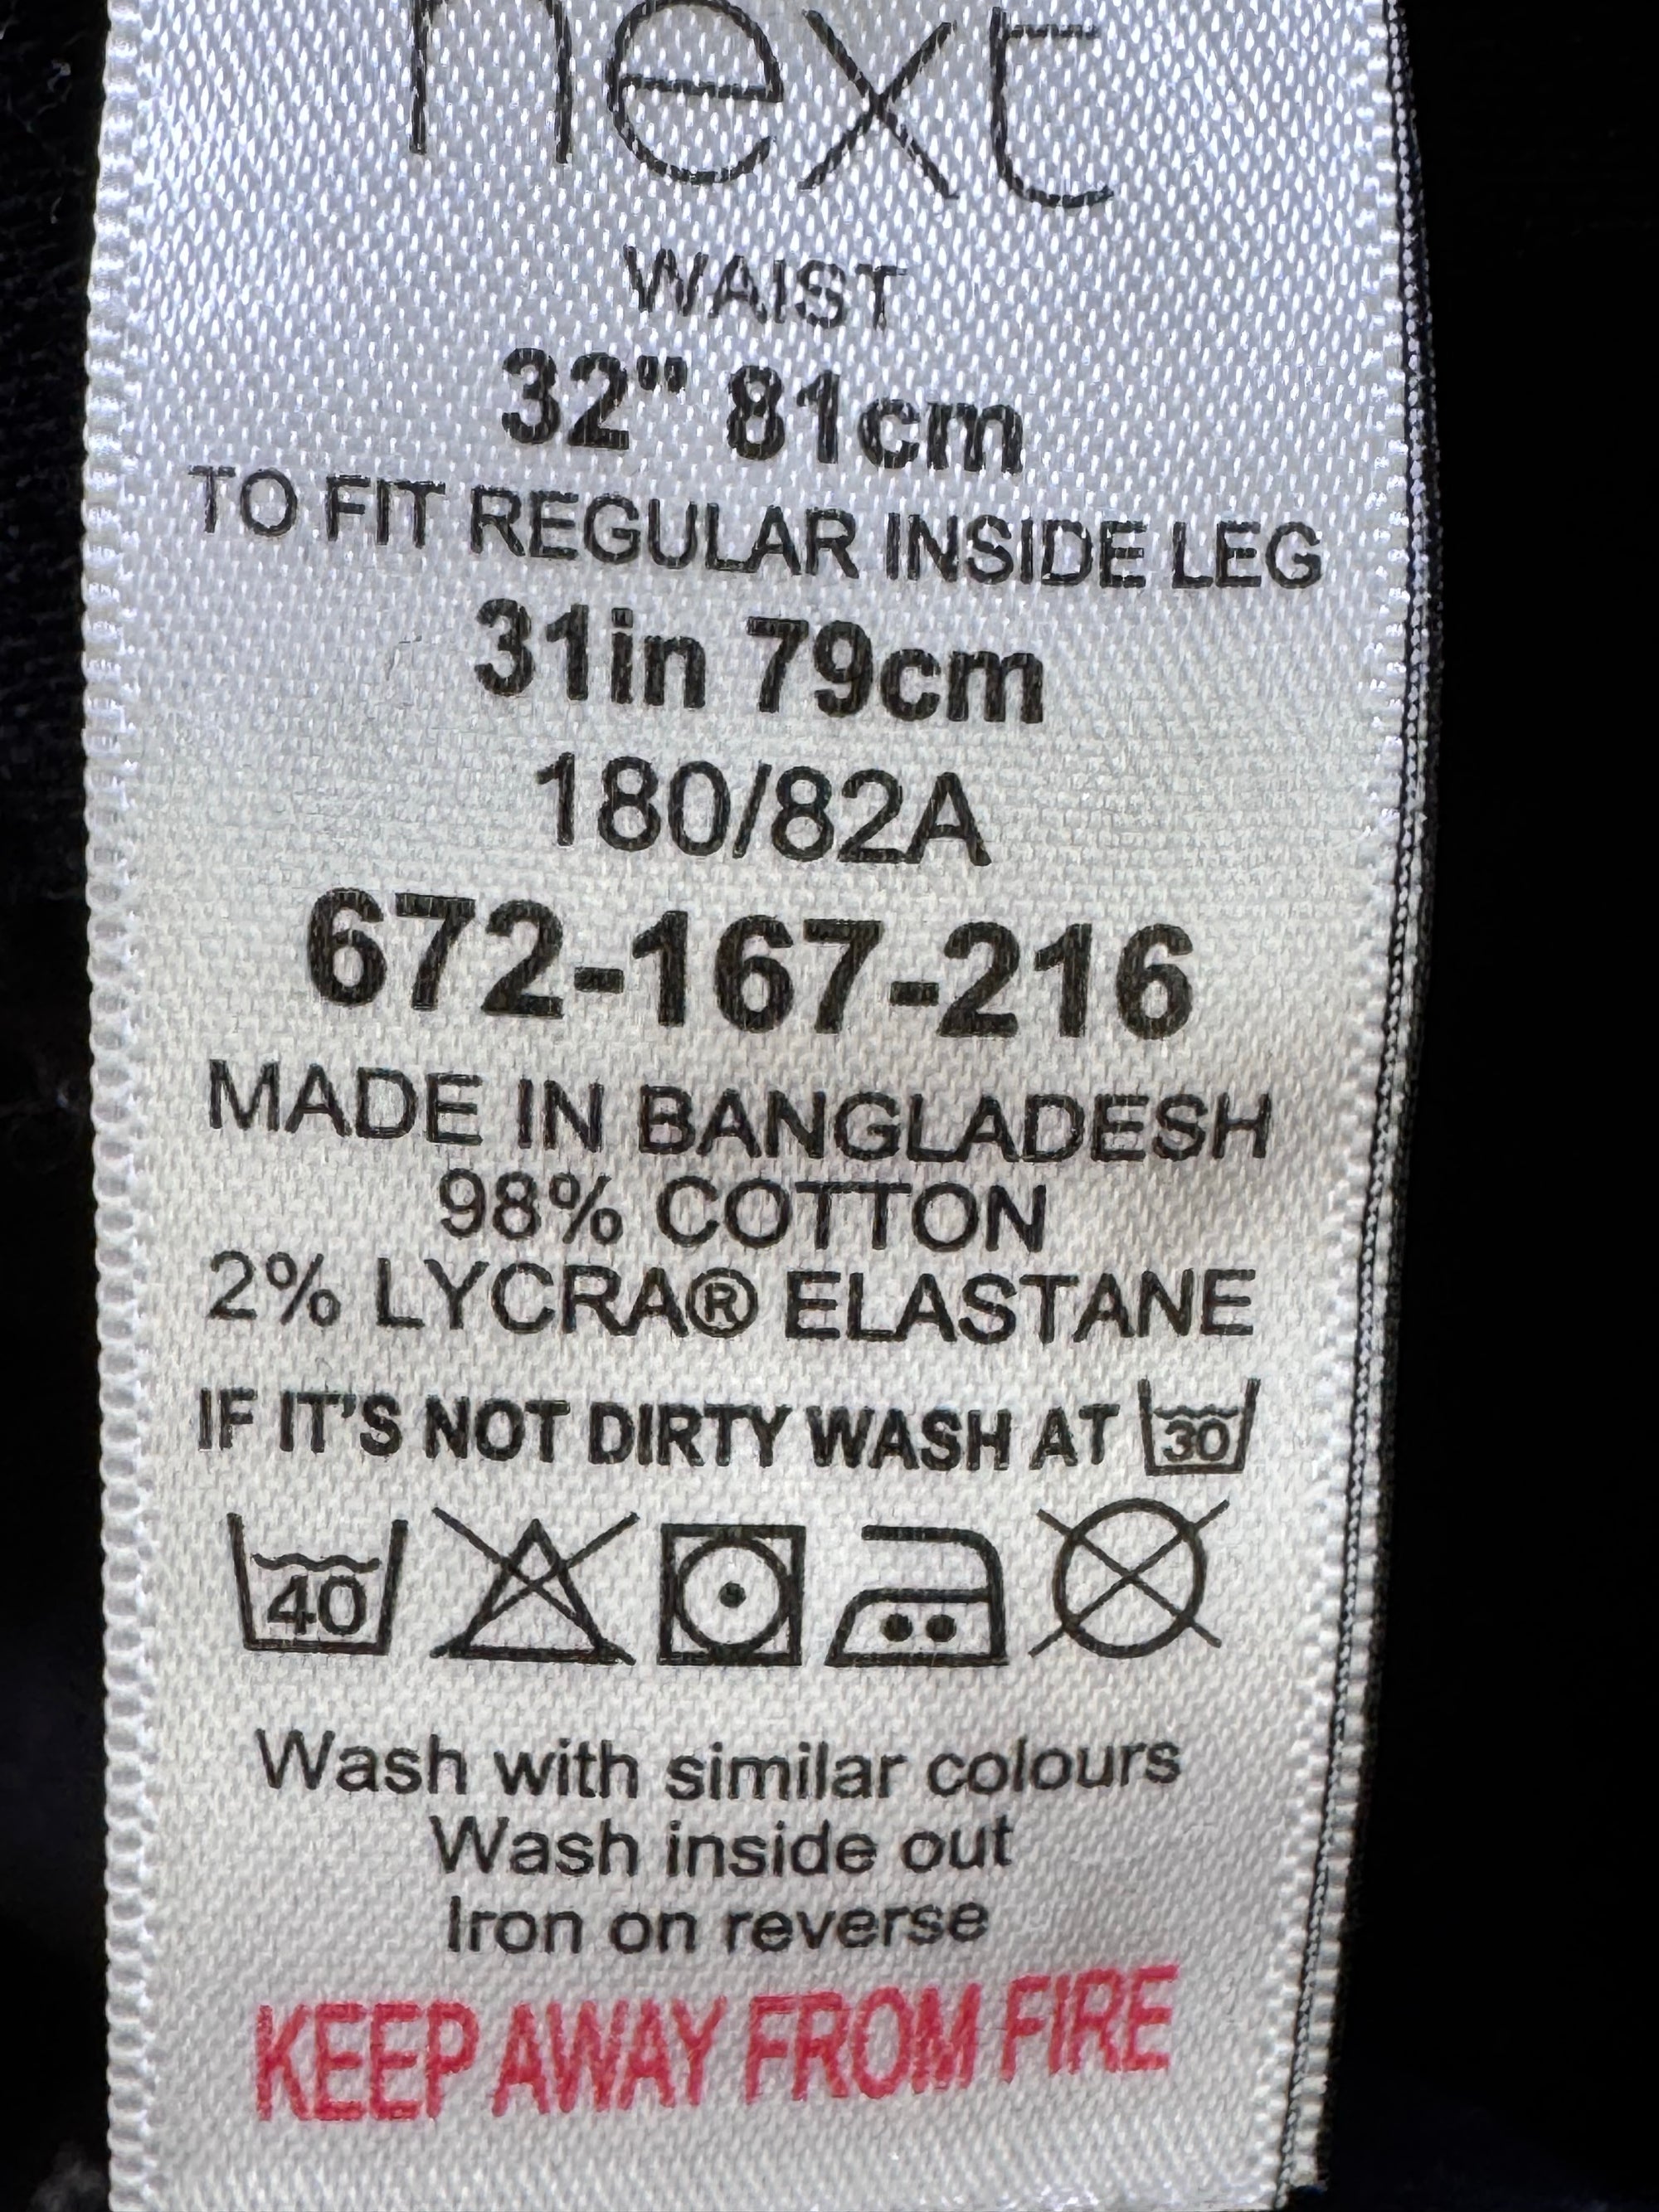 next
WAIST
32" 81cm
TO FIT REGULAR INSIDE LEG
31in 79cm
180/82A
672-167-216
MADE IN BANGLADESH
98% COTTON
2% LYCRA® ELASTANE
IF IT'S NOT DIRTY WASH AT 30
40
Wash with similar colours
Wash inside out
Iron on reverse
KEEP AWAY FROM FIRE